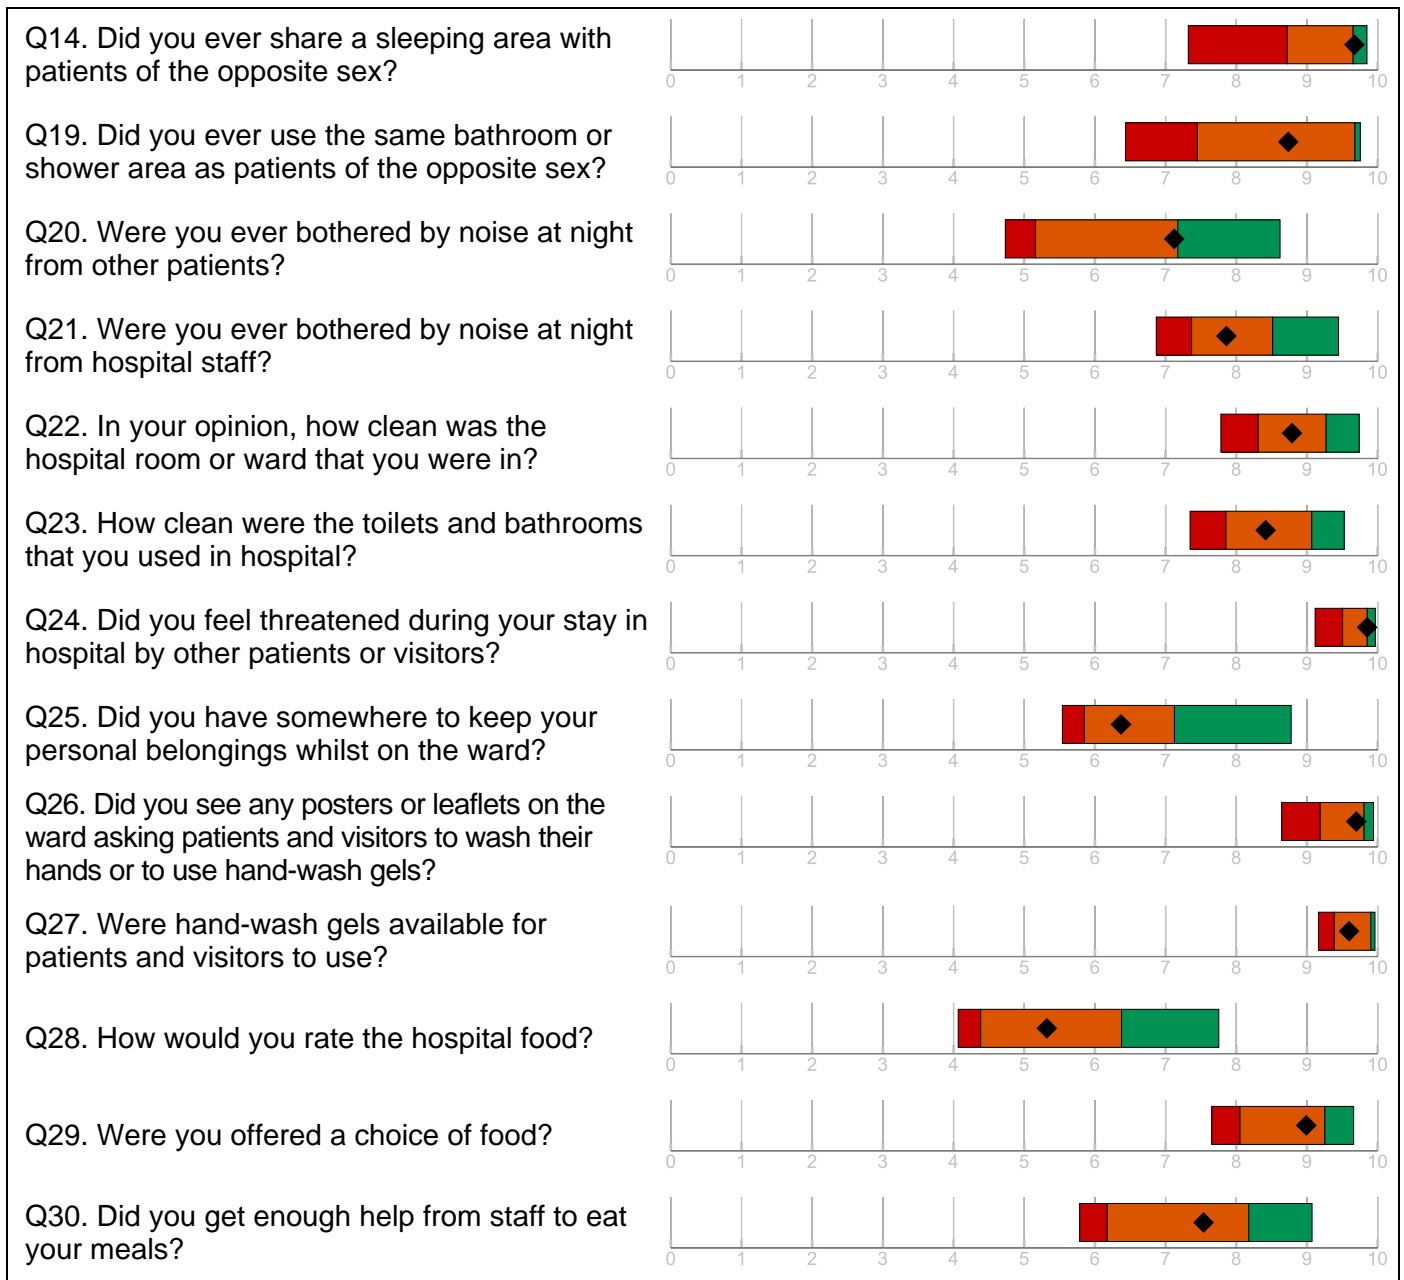 Q14. Did you ever share a sleeping area with
patients of the opposite sex?
0 1 2 3 4 5 6 7 8 9 10
Q19. Did you ever use the same bathroom or
shower area as patients of the opposite sex?
0 1 2 3 4 5 6 7 8 9 10
Q20. Were you ever bothered by noise at night
from other patients?
0 1 2 3 4 5 6 7 8 9 10
Q21. Were you ever bothered by noise at night
from hospital staff?
0 1 2 3 4 5 6 7 8 9 10
Q22. In your opinion, how clean was the
hospital room or ward that you were in?
0 1 2 3 4 5 6 7 8 9 10
Q23. How clean were the toilets and bathrooms
that you used in hospital?
0 1 2 3 4 5 6 7 8 9 10
Q24. Did you feel threatened during your stay in
hospital by other patients or visitors?
0 1 2 3 4 5 6 7 8 9 10
Q25. Did you have somewhere to keep your
personal belongings whilst on the ward?
0 1 2 3 4 5 6 7 8 9 10
Q26. Did you see any posters or leaflets on the
ward asking patients and visitors to wash their
hands or to use hand-wash gels?
0 1 2 3 4 5 6 7 8 9 10
Q27. Were hand-wash gels available for
patients and visitors to use?
0 1 2 3 4 5 6 7 8 9 10
Q28. How would you rate the hospital food?
0 1 2 3 4 5 6 7 8 9 10
Q29. Were you offered a choice of food?
0 1 2 3 4 5 6 7 8 9 10
Q30. Did you get enough help from staff to eat
your meals?
0 1 2 3 4 5 6 7 8 9 10